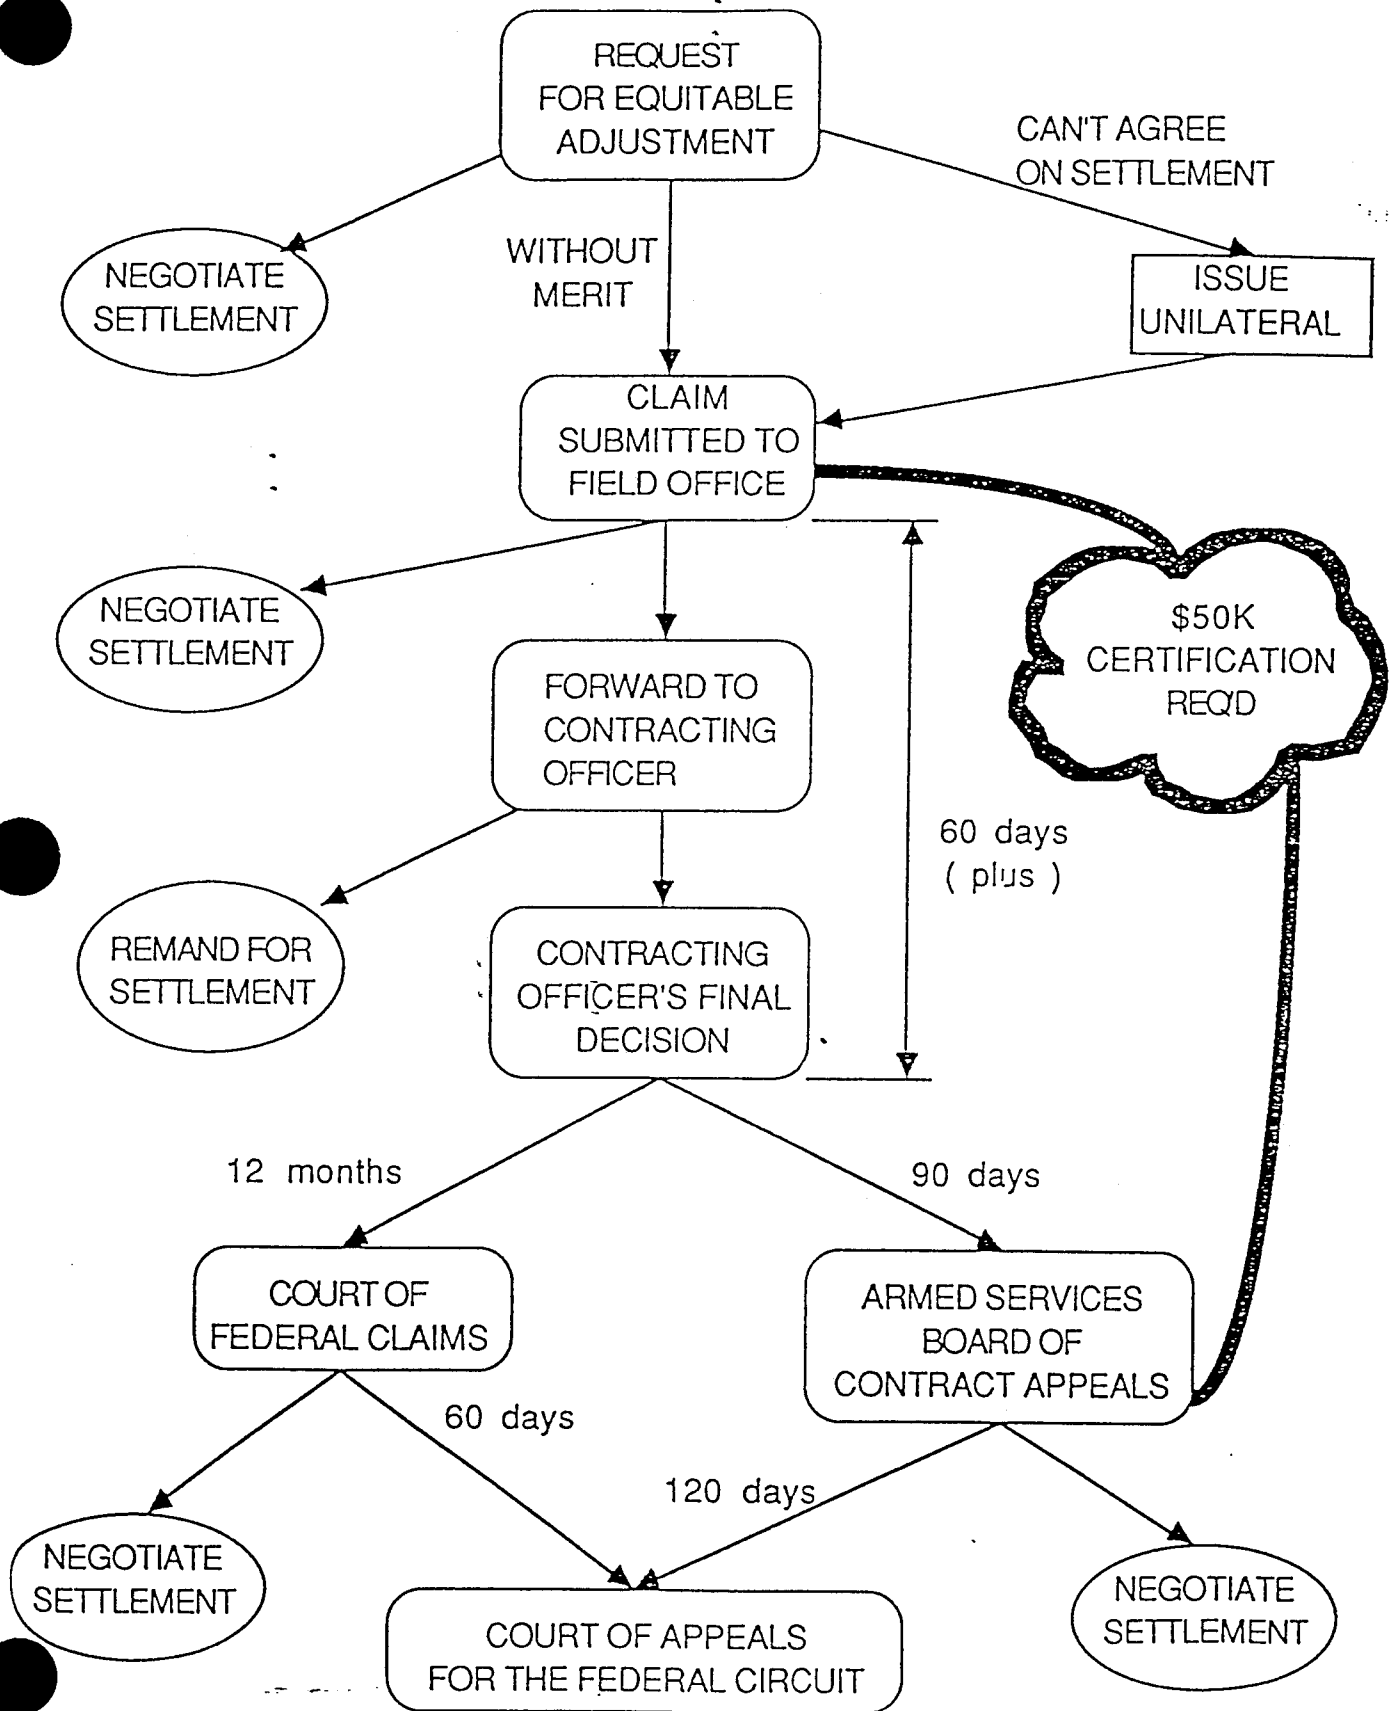 REQUEST
FOR EQUITABLE
ADJUSTMENT
CAN'T AGREE
ON SETTLEMENT
NEGOTIATE
SETTLEMENT
WITHOUT
MERIT
ISSUE
UNILATERAL
CLAIM
SUBMITTED TO
FIELD OFFICE
NEGOTIATE
SETTLEMENT
$50K
CERTIFICATION
REQ'D
FORWARD TO
CONTRACTING
OFFICER
60 days
( plus )
REMAND FOR
SETTLEMENT
CONTRACTING
OFFICER'S FINAL
DECISION
12 months
90 days
COURT OF
FEDERAL CLAIMS
ARMED SERVICES
BOARD OF
CONTRACT APPEALS
60 days
120 days
NEGOTIATE
SETTLEMENT
NEGOTIATE
SETTLEMENT
COURT OF APPEALS
FOR THE FEDERAL CIRCUIT